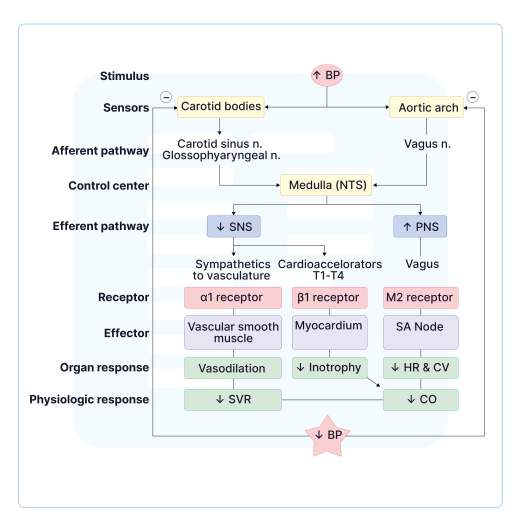 Stimulus
↑ BP
Sensors
−
Carotid bodies
Aortic arch
−
Afferent pathway
Carotid sinus n.
Glossophyaryngeal n.
Vagus n.
Control center
Medulla (NTS)
Efferent pathway
↓ SNS
↑ PNS
Sympathetics
to vasculature
Cardioaccelorators
T1-T4
Vagus
Receptor
α1 receptor
β1 receptor
M2 receptor
Effector
Vascular smooth
muscle
Myocardium
SA Node
Organ response
Vasodilation
↓ Inotrophy
↓ HR & CV
Physiologic response
↓ SVR
↓ CO
↓ BP